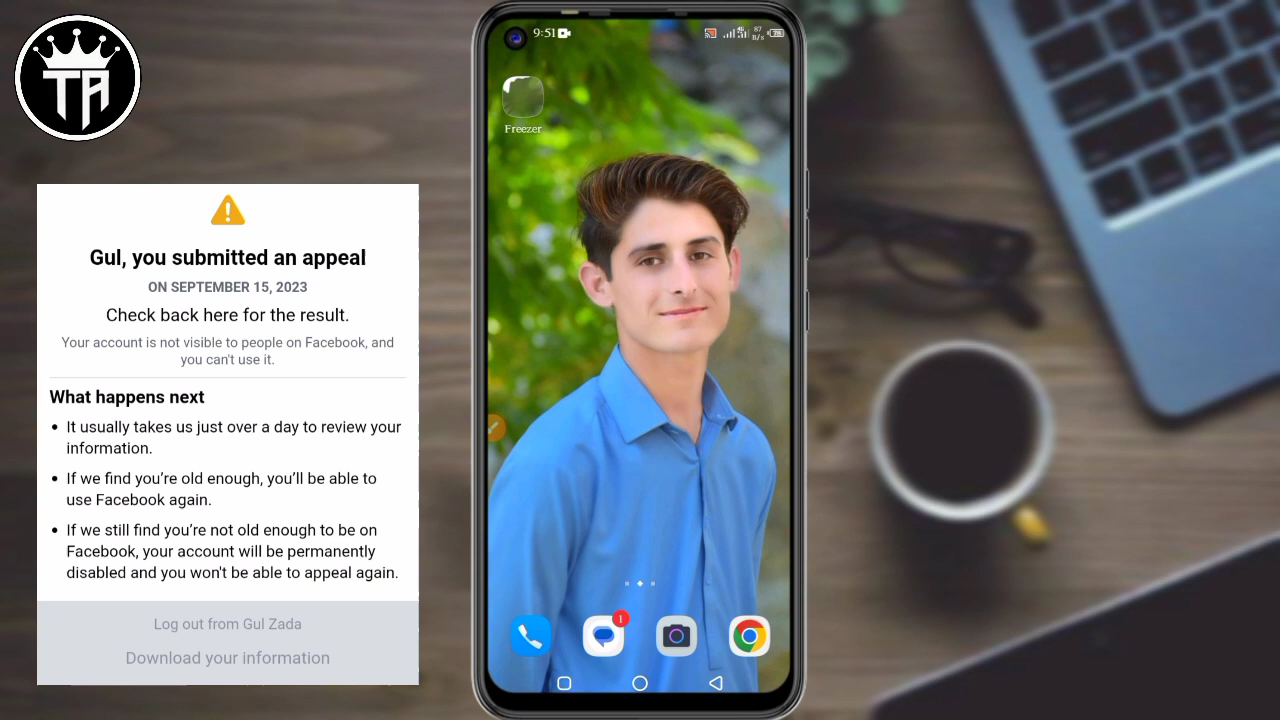 TA
9:51
87
B/s
Freezer
Gul, you submitted an appeal
ON SEPTEMBER 15, 2023
Check back here for the result.
Your account is not visible to people on Facebook, and
you can't use it.
What happens next
• It usually takes us just over a day to review your
information.
• If we find you’re old enough, you’ll be able to
use Facebook again.
• If we still find you’re not old enough to be on
Facebook, your account will be permanently
disabled and you won't be able to appeal again.
Log out from Gul Zada
Download your information
1